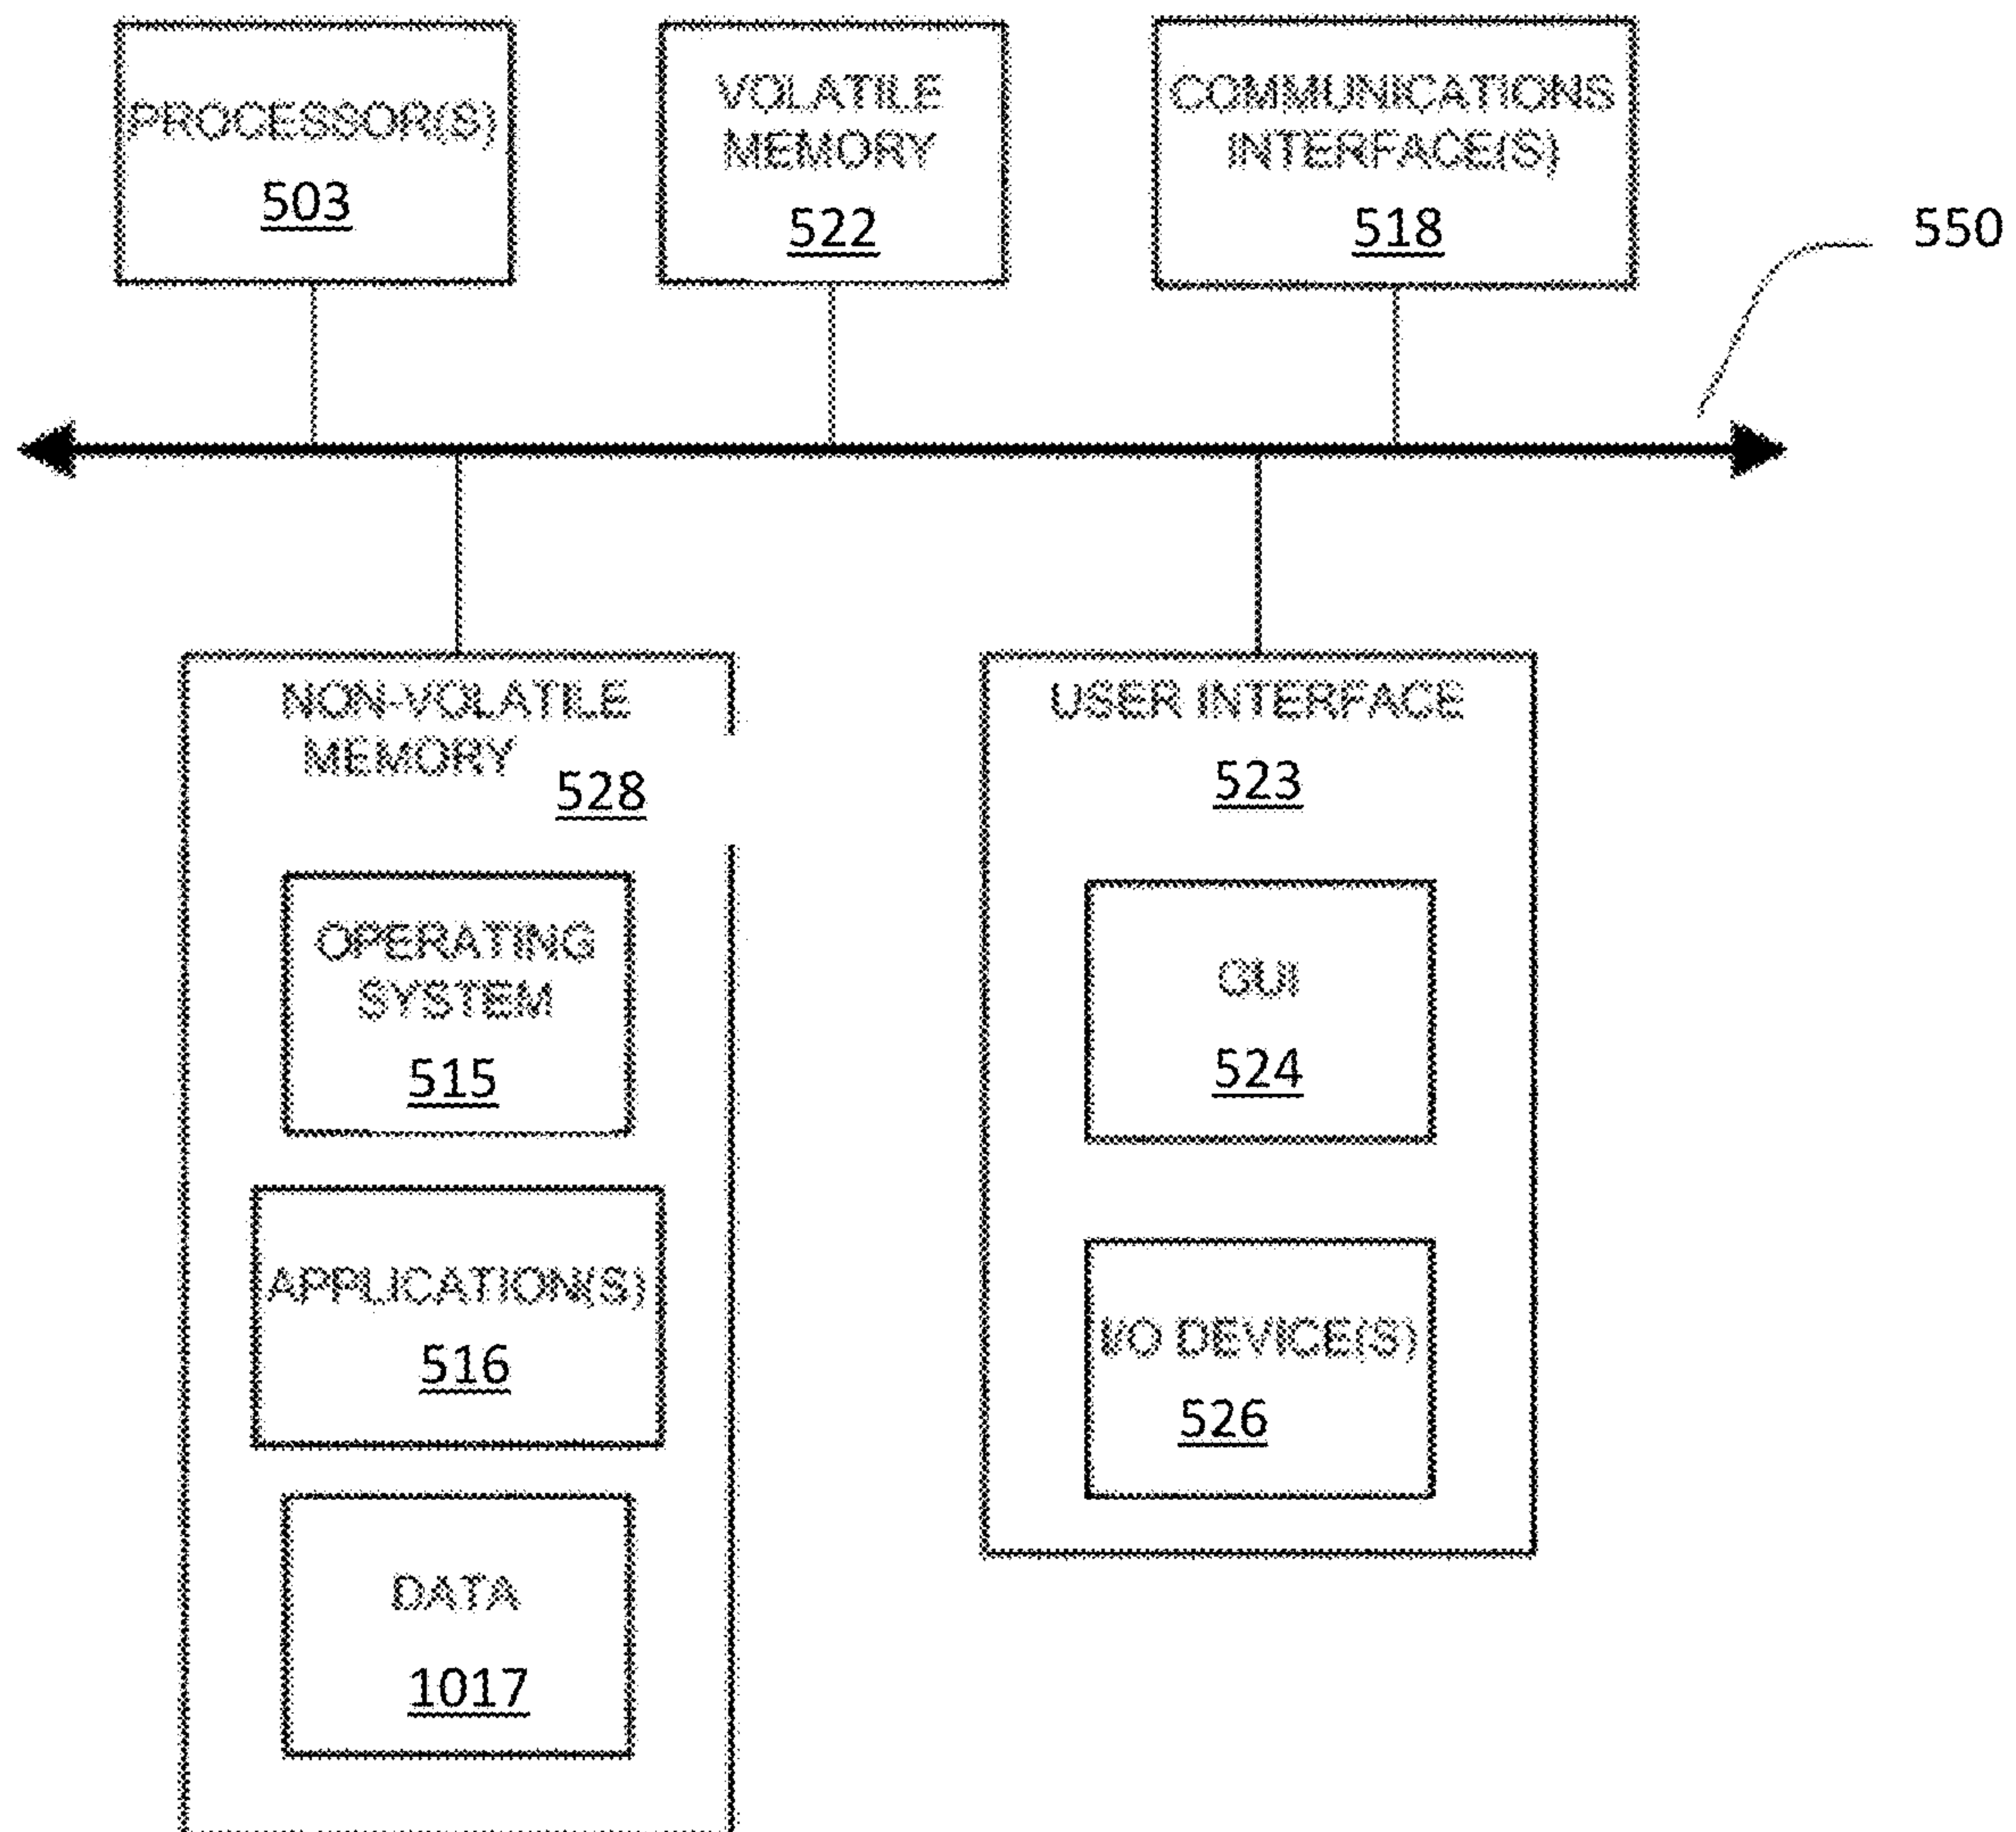 PROCESSOR(S)
503
VOLATILE
MEMORY
522
COMMUNICATIONS
INTERFACE(S)
518
550
NON-VOLATILE
MEMORY
528
OPERATING
SYSTEM
515
APPLICATION(S)
516
DATA
1017
USER INTERFACE
523
GUI
524
I/O DEVICE(S)
526